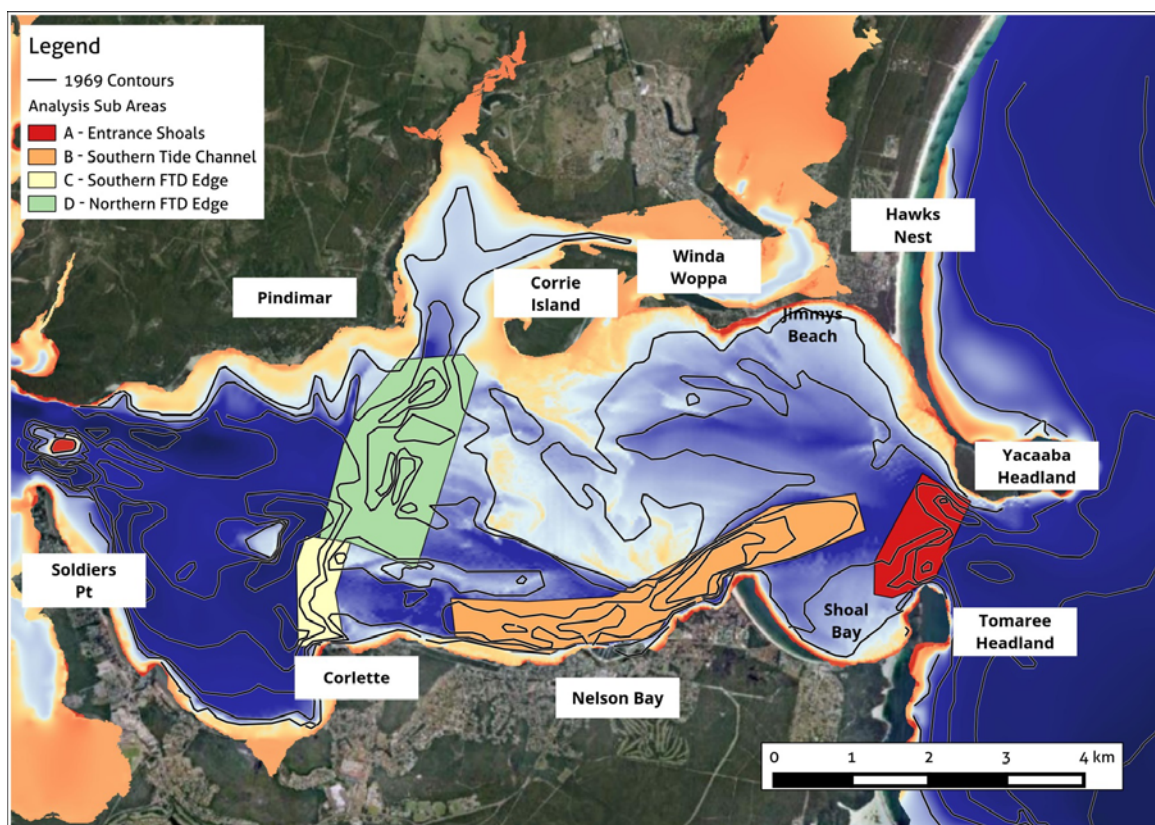 Legend
1969 Contours
Analysis Sub Areas
A - Entrance Shoals
B - Southern Tide Channel
C - Southern FTD Edge
D - Northern FTD Edge
Hawks
Nest
Winda
Woppa
Corrie
Island
Pindimar
Jimmys
Beach
Yacaaba
Headland
Soldiers
Pt
Shoal
Bay
Tomaree
Headland
Corlette
Nelson Bay
0 1 2 3 4 km